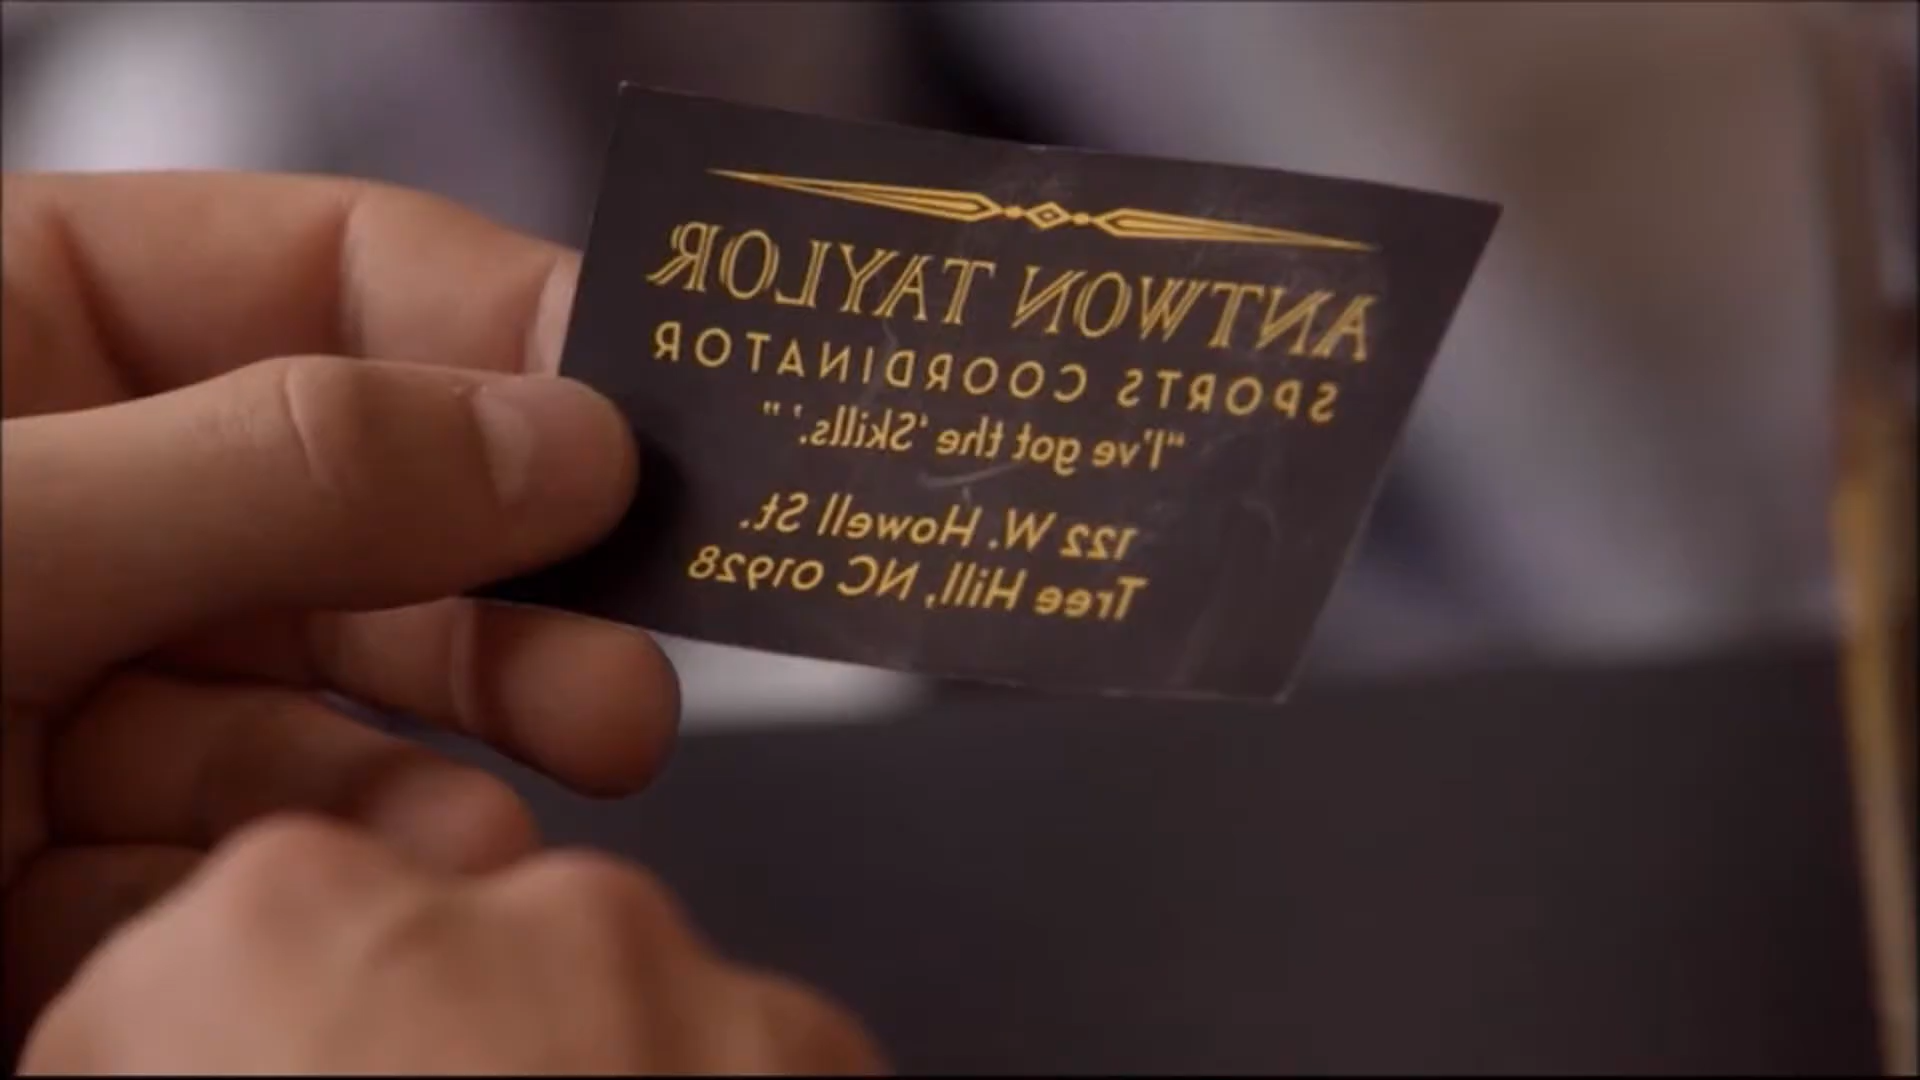 ANTWON TAYLOR
SPORTS COORDINATOR
"I've got the 'Skills.' "
122 W. Howell St.
Tree Hill, NC 01928